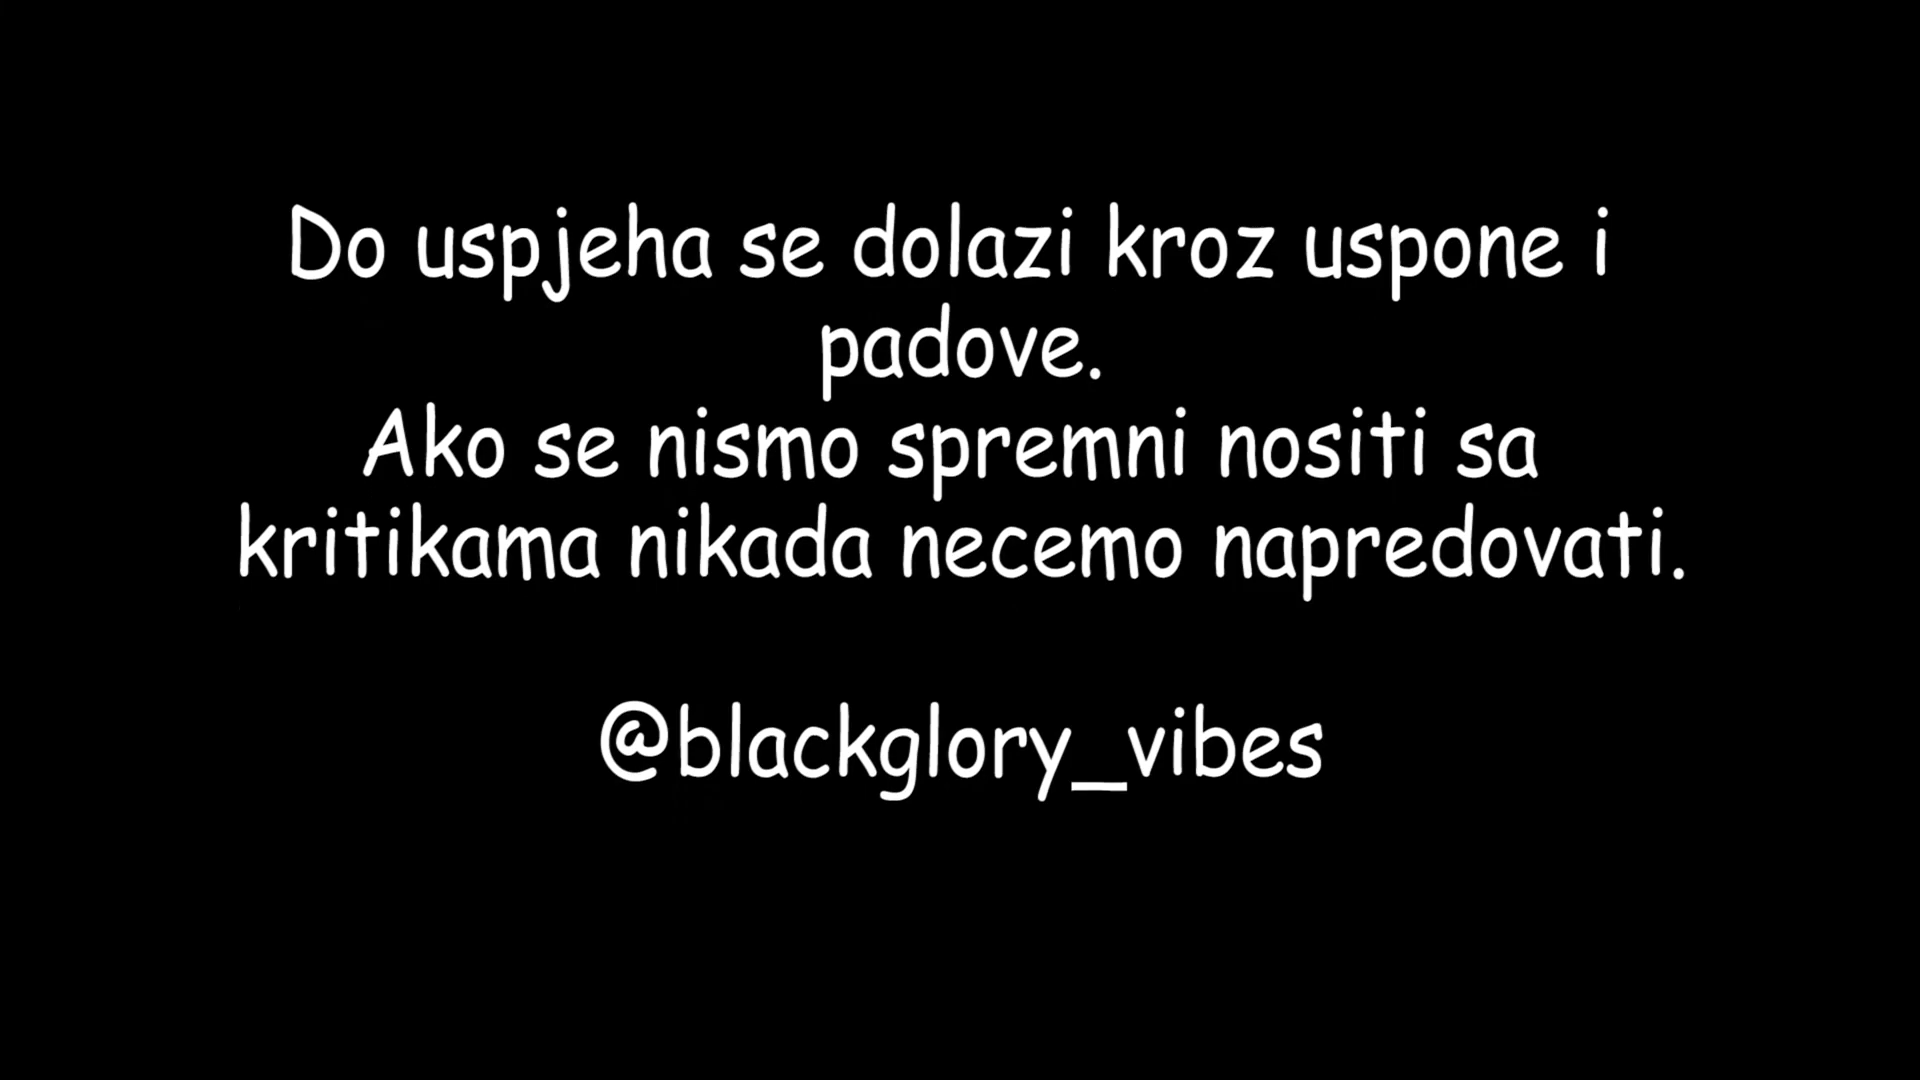 Do uspjeha se dolazi kroz uspone i
padove.
Ako se nismo spremni nositi sa
kritikama nikada necemo napredovati.
@blackglory_vibes